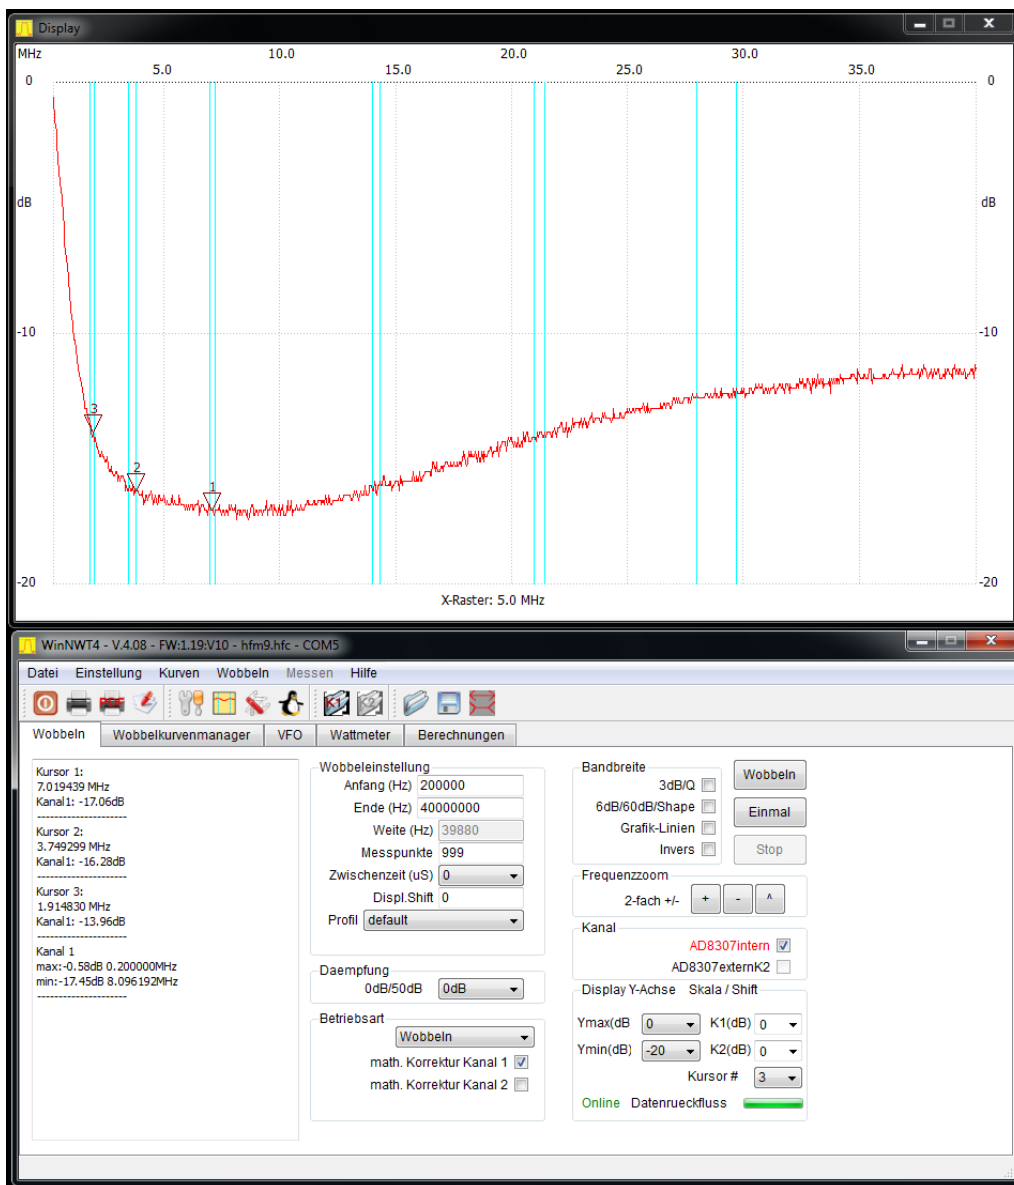 Display
MHz 10.0 20.0 30.0
5.0 15.0 25.0 35.0
0 0
dB dB
-10 -10
3
2
1
-20 -20
X-Raster: 5.0 MHz
WinNWT4 - V.4.08 - FW:1.19:V10 - hfm9.hfc - COM5
Datei Einstellung Kurven Wobbeln Messen Hilfe
PDF K1 K2
Wobbeln Wobbelkurvenmanager VFO Wattmeter Berechnungen
Kursor 1:
7.019439 MHz
Kanal1: -17.06dB
----------------------
Kursor 2:
3.749299 MHz
Kanal1: -16.28dB
----------------------
Kursor 3:
1.914830 MHz
Kanal1: -13.96dB
----------------------
Kanal 1
max:-0.58dB 0.200000MHz
min:-17.45dB 8.096192MHz
----------------------
Wobbeleinstellung
Anfang (Hz) 200000
Ende (Hz) 40000000
Weite (Hz) 39880
Messpunkte 999
Zwischenzeit (uS) 0
Displ.Shift 0
Profil default
Daempfung
0dB/50dB 0dB
Betriebsart
Wobbeln
math. Korrektur Kanal 1
math. Korrektur Kanal 2
Bandbreite
3dB/Q
6dB/60dB/Shape
Grafik-Linien
Invers
Wobbeln
Einmal
Stop
Frequenzzoom
2-fach +/- + - ^
Kanal
AD8307intern
AD8307externK2
Display Y-Achse Skala / Shift
Ymax(dB 0 K1(dB) 0
Ymin(dB) -20 K2(dB) 0
Kursor # 3
Online Datenrueckfluss